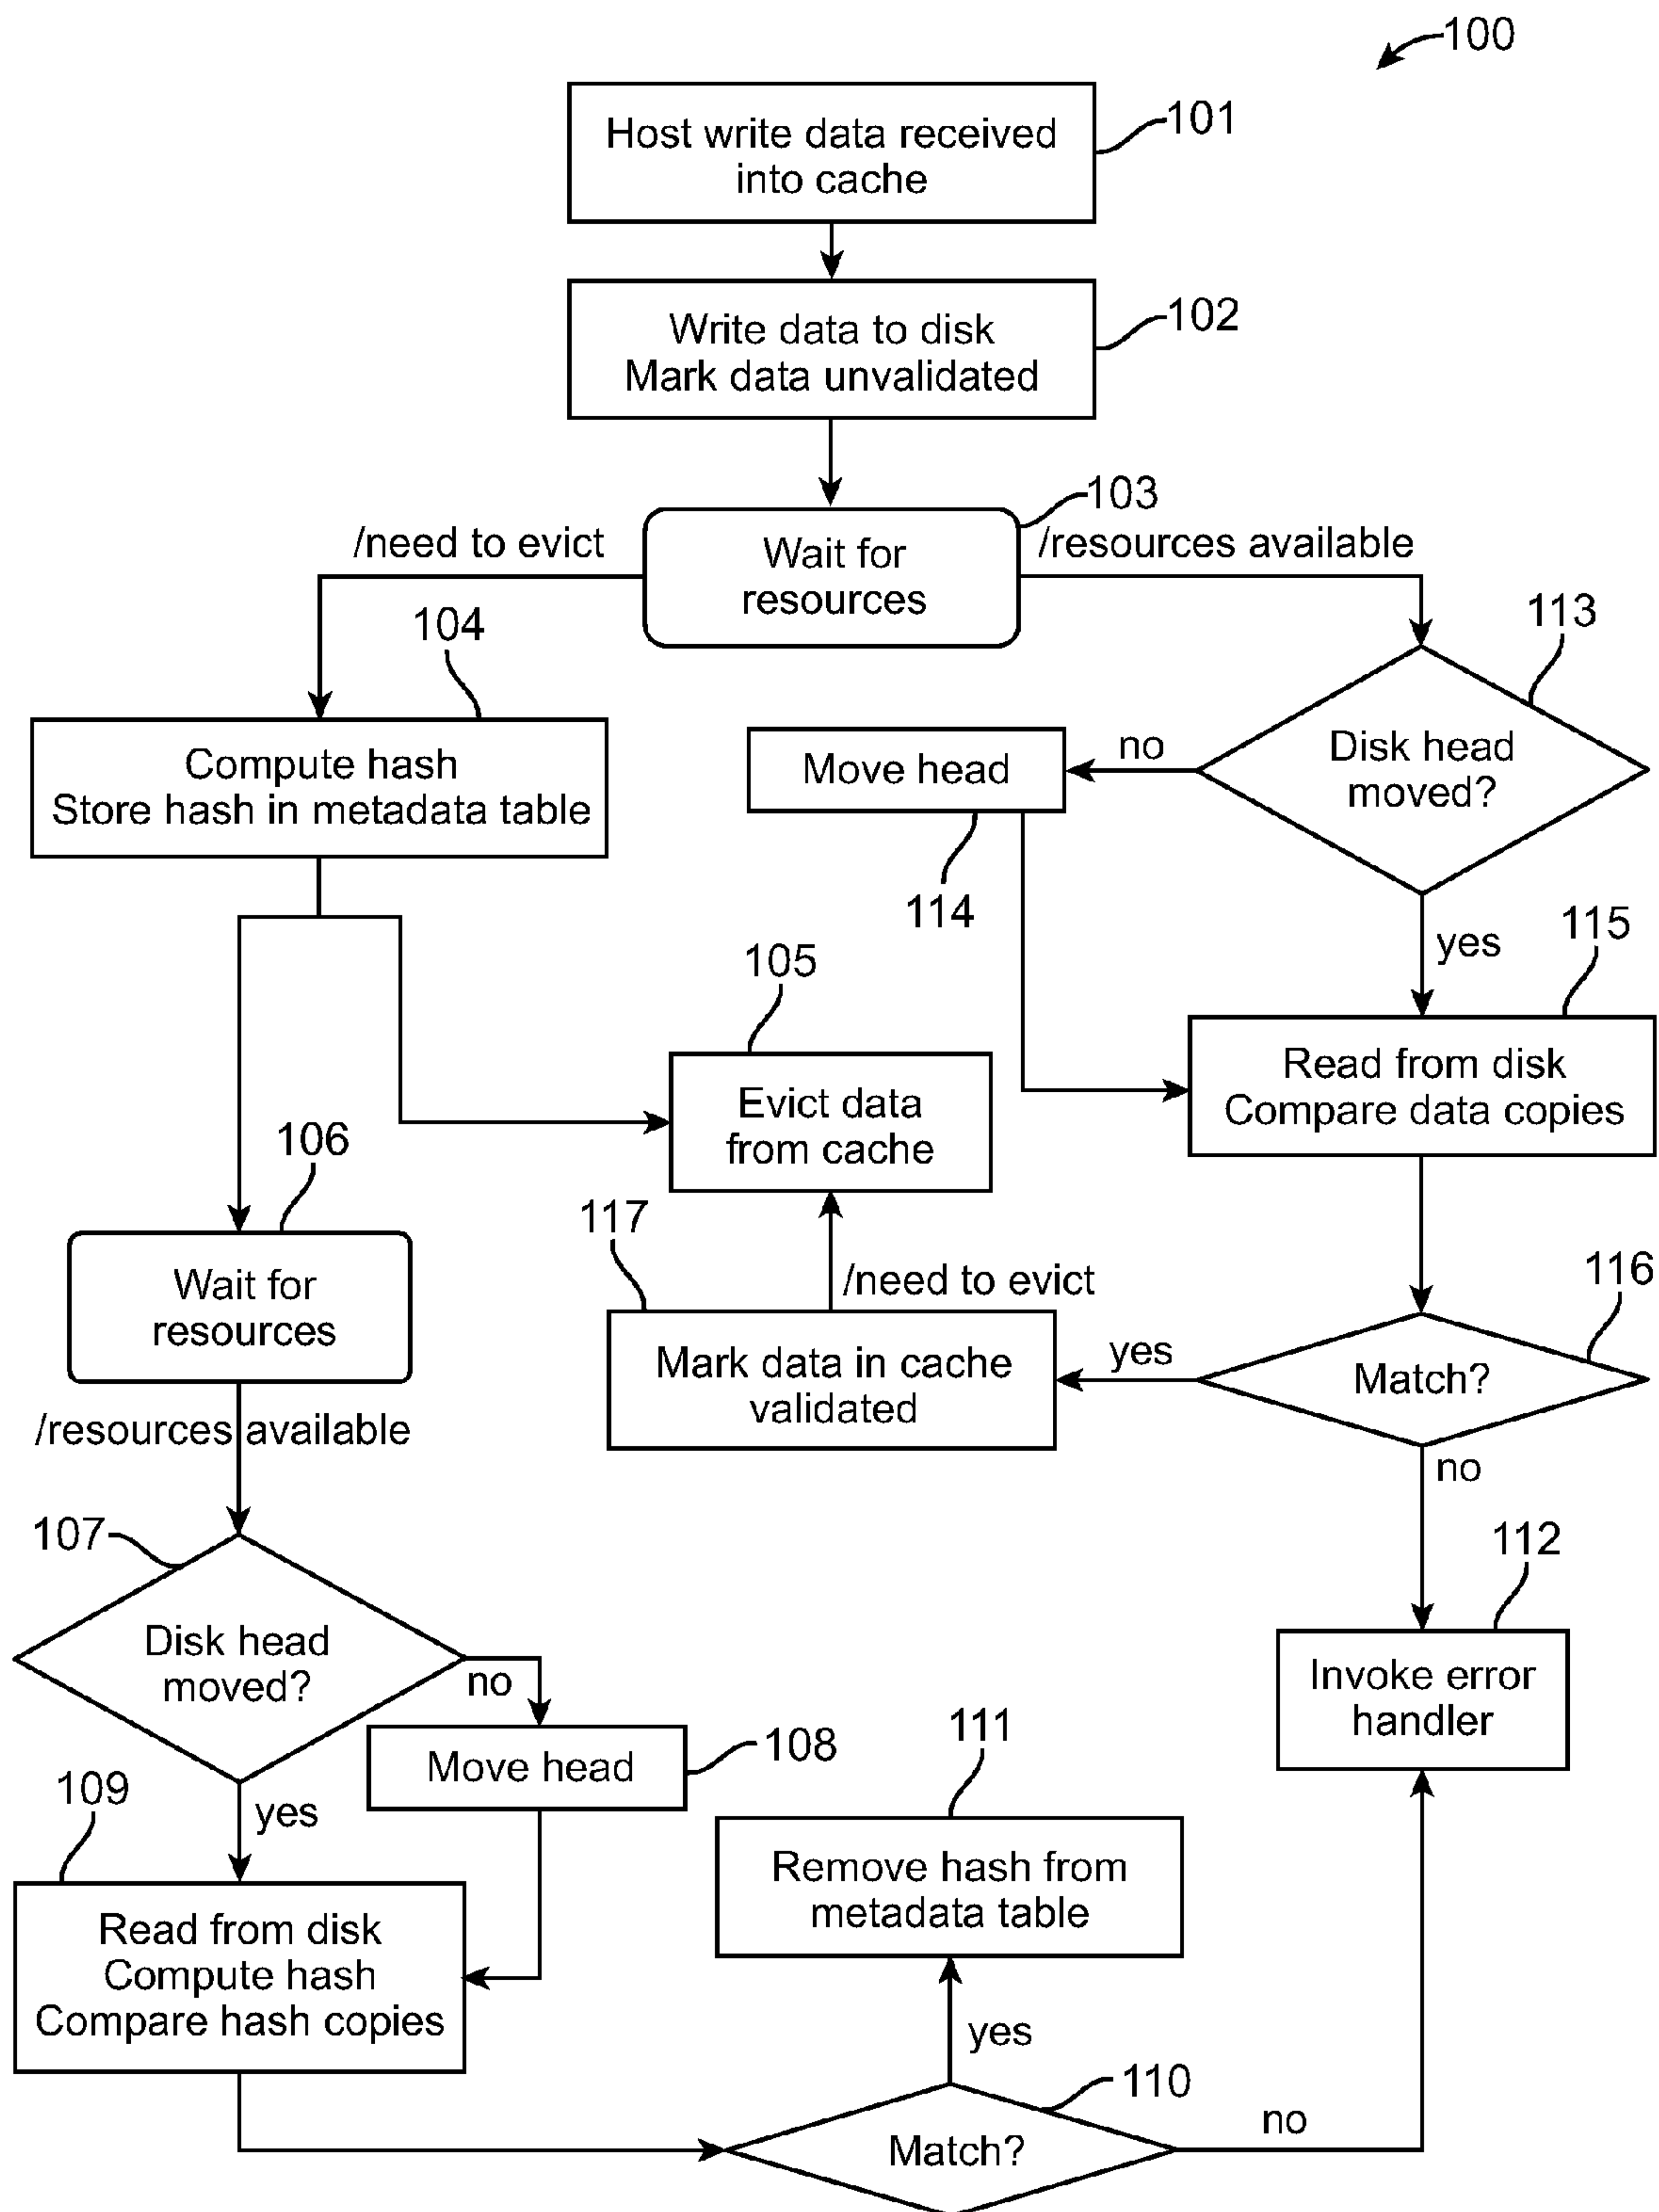 100
Host write data received
into cache
101
Write data to disk
Mark data unvalidated
102
103
/need to evict
Wait for
resources
/resources available
104
113
Compute hash
Store hash in metadata table
Move head
no
Disk head
moved?
114
yes
115
105
Evict data
from cache
Read from disk
Compare data copies
106
117
/need to evict
116
Wait for
resources
Mark data in cache
validated
yes
Match?
/resources available
no
107
112
Disk head
moved?
no
Invoke error
handler
111
Move head
108
109
yes
Remove hash from
metadata table
Read from disk
Compute hash
Compare hash copies
yes
110
Match?
no